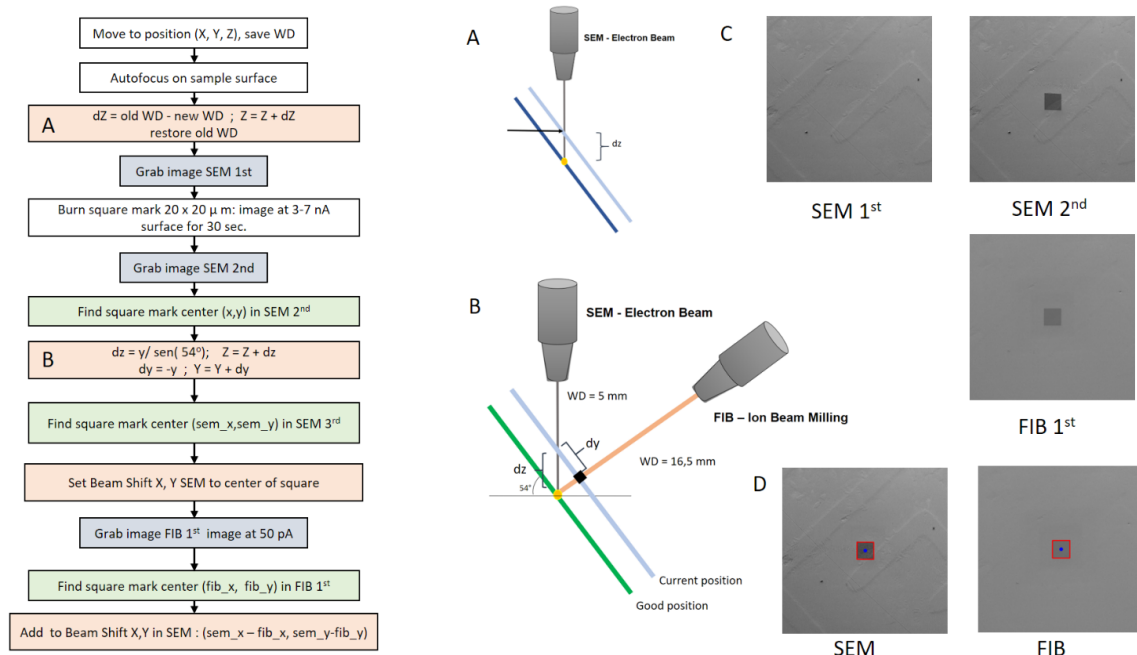 Move to position (X, Y, Z), save WD
Autofocus on sample surface
A
dZ = old WD - new WD ; Z = Z + dZ
restore old WD
Grab image SEM 1st
Burn square mark 20 x 20 μ m: image at 3-7 nA
surface for 30 sec.
Grab image SEM 2nd
Find square mark center (x,y) in SEM 2nd
B
dz = y/ sen( 54º); Z = Z + dz
dy = -y ; Y = Y + dy
Find square mark center (sem_x,sem_y) in SEM 3rd
Set Beam Shift X, Y SEM to center of square
Grab image FIB 1st image at 50 pA
Find square mark center (fib_x, fib_y) in FIB 1st
Add to Beam Shift X,Y in SEM : (sem_x – fib_x, sem_y-fib_y)
A
SEM - Electron Beam
dz
B
SEM - Electron Beam
WD = 5 mm
FIB – Ion Beam Milling
dy
WD = 16,5 mm
dz
54°
Current position
Good position
C
SEM 1st
SEM 2nd
FIB 1st
D
SEM
FIB